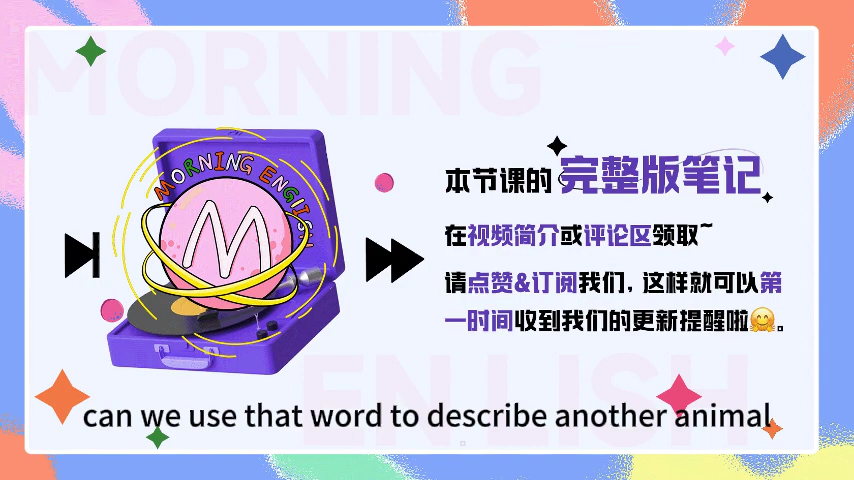 MORNING
MORNING ENGLISH
M
本节课的 完整版笔记
在视频简介或评论区领取~
请点赞&订阅我们，这样就可以第
一时间收到我们的更新提醒啦🤗。
EN LISH
can we use that word to describe another animal